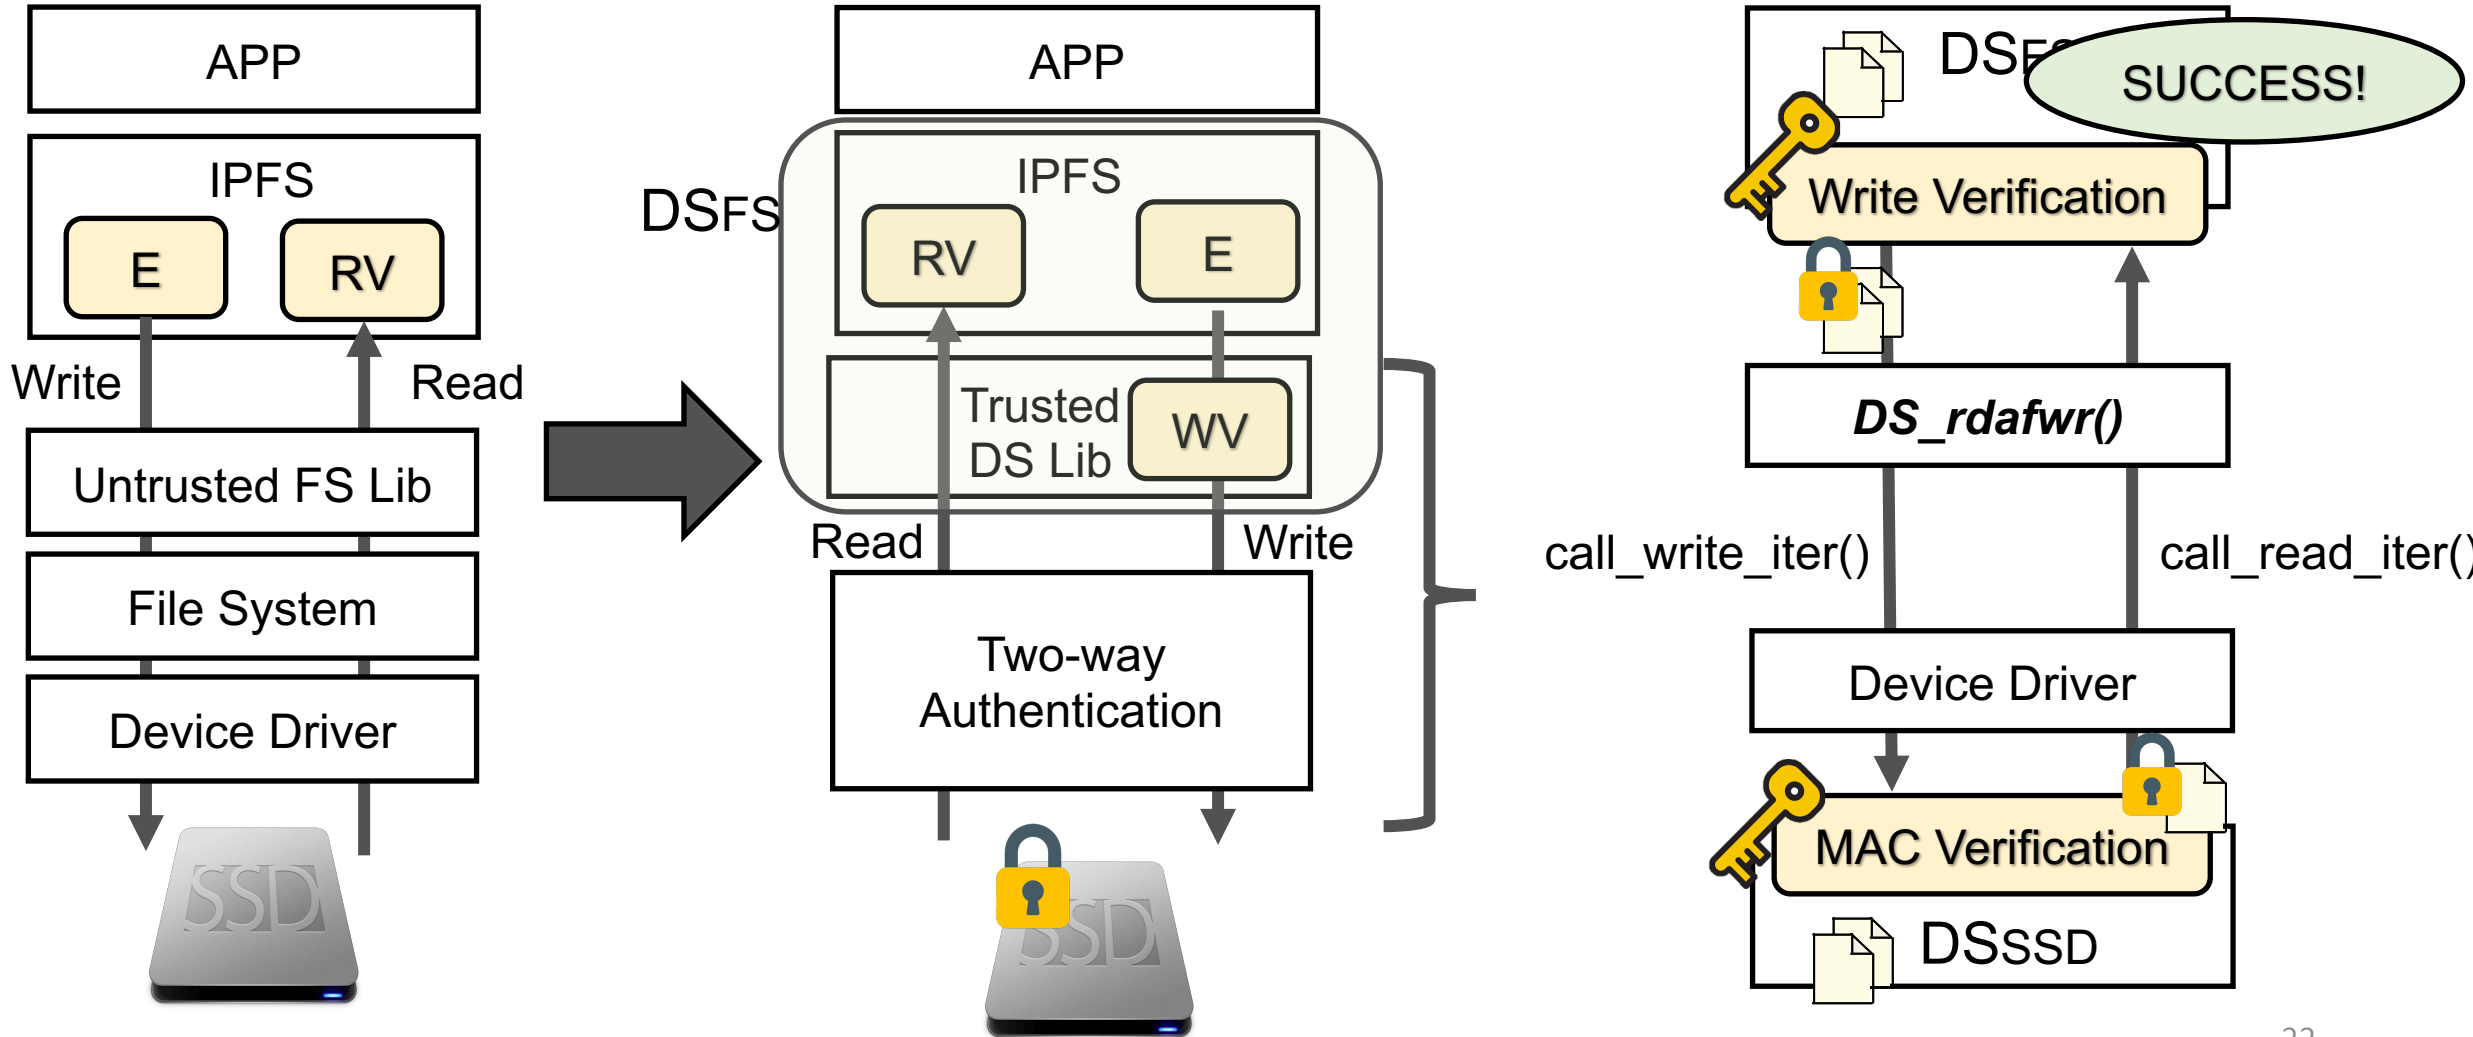 APP
IPFS
E
RV
Write
Read
Untrusted FS Lib
File System
Device Driver
SSD
APP
DSFS
IPFS
RV
E
Trusted
DS Lib
WV
Read
Write
Two-way
Authentication
SSD
SUCCESS!
Write Verification
DS_rdafwr()
call_write_iter()
call_read_iter()
Device Driver
MAC Verification
DSSSD